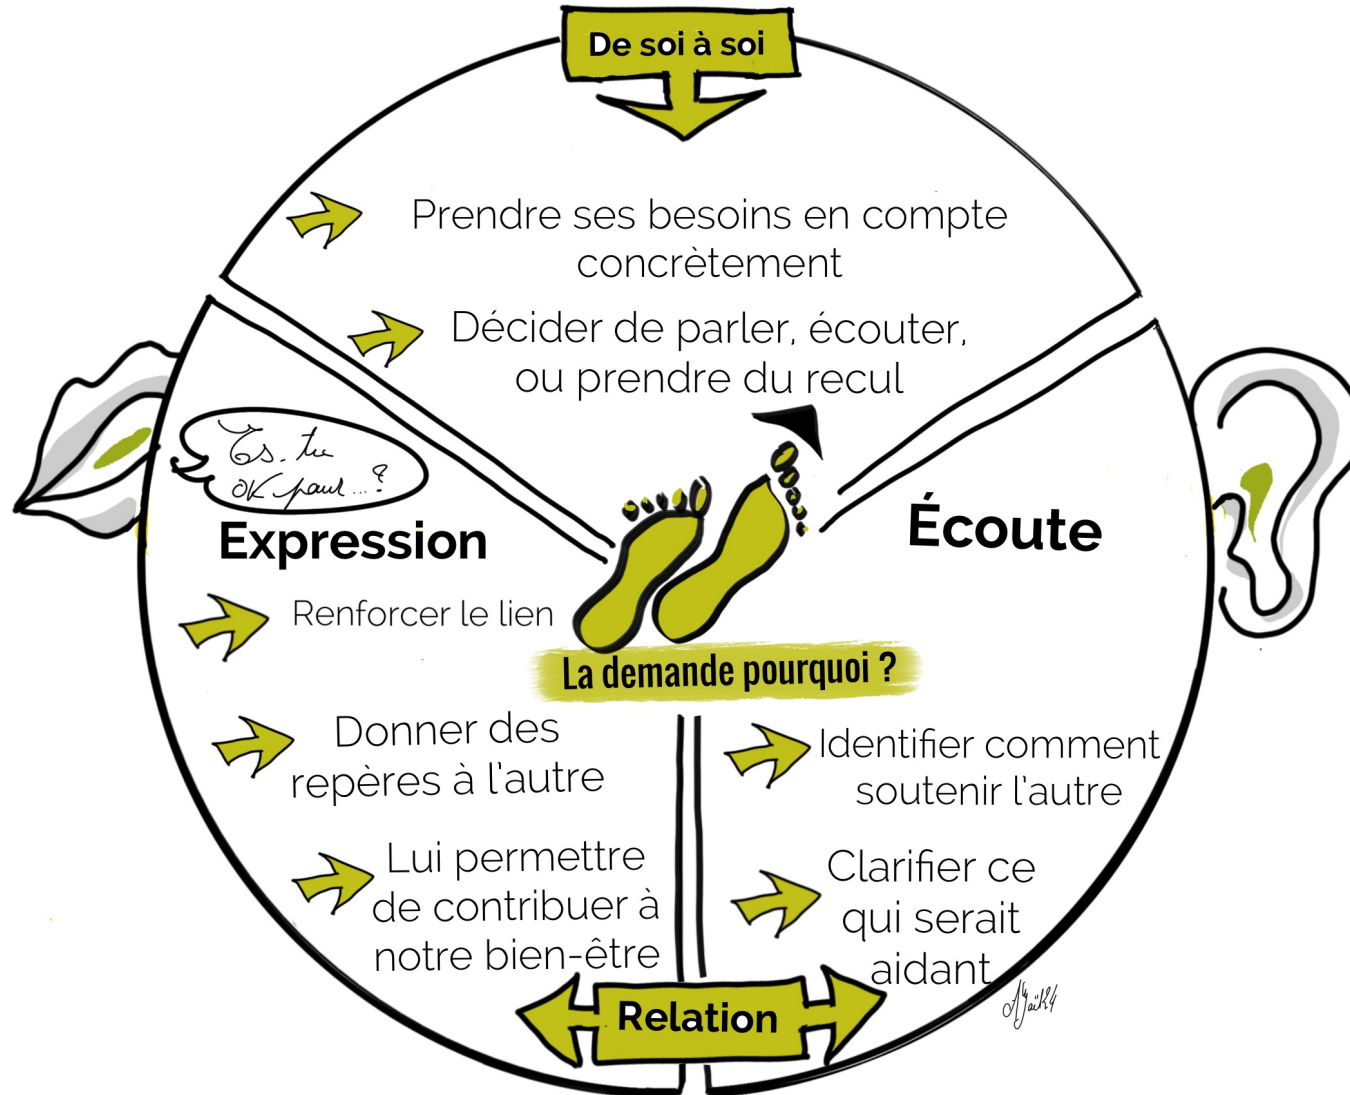 De soi à soi
Prendre ses besoins en compte
concrètement
Décider de parler, écouter,
ou prendre du recul
Es-tu
OK pour...?
Expression
Renforcer le lien
Donner des
repères à l'autre
Lui permettre
de contribuer à
notre bien-être
La demande pourquoi ?
Écoute
Identifier comment
soutenir l'autre
Clarifier ce
qui serait
aidant
Relation